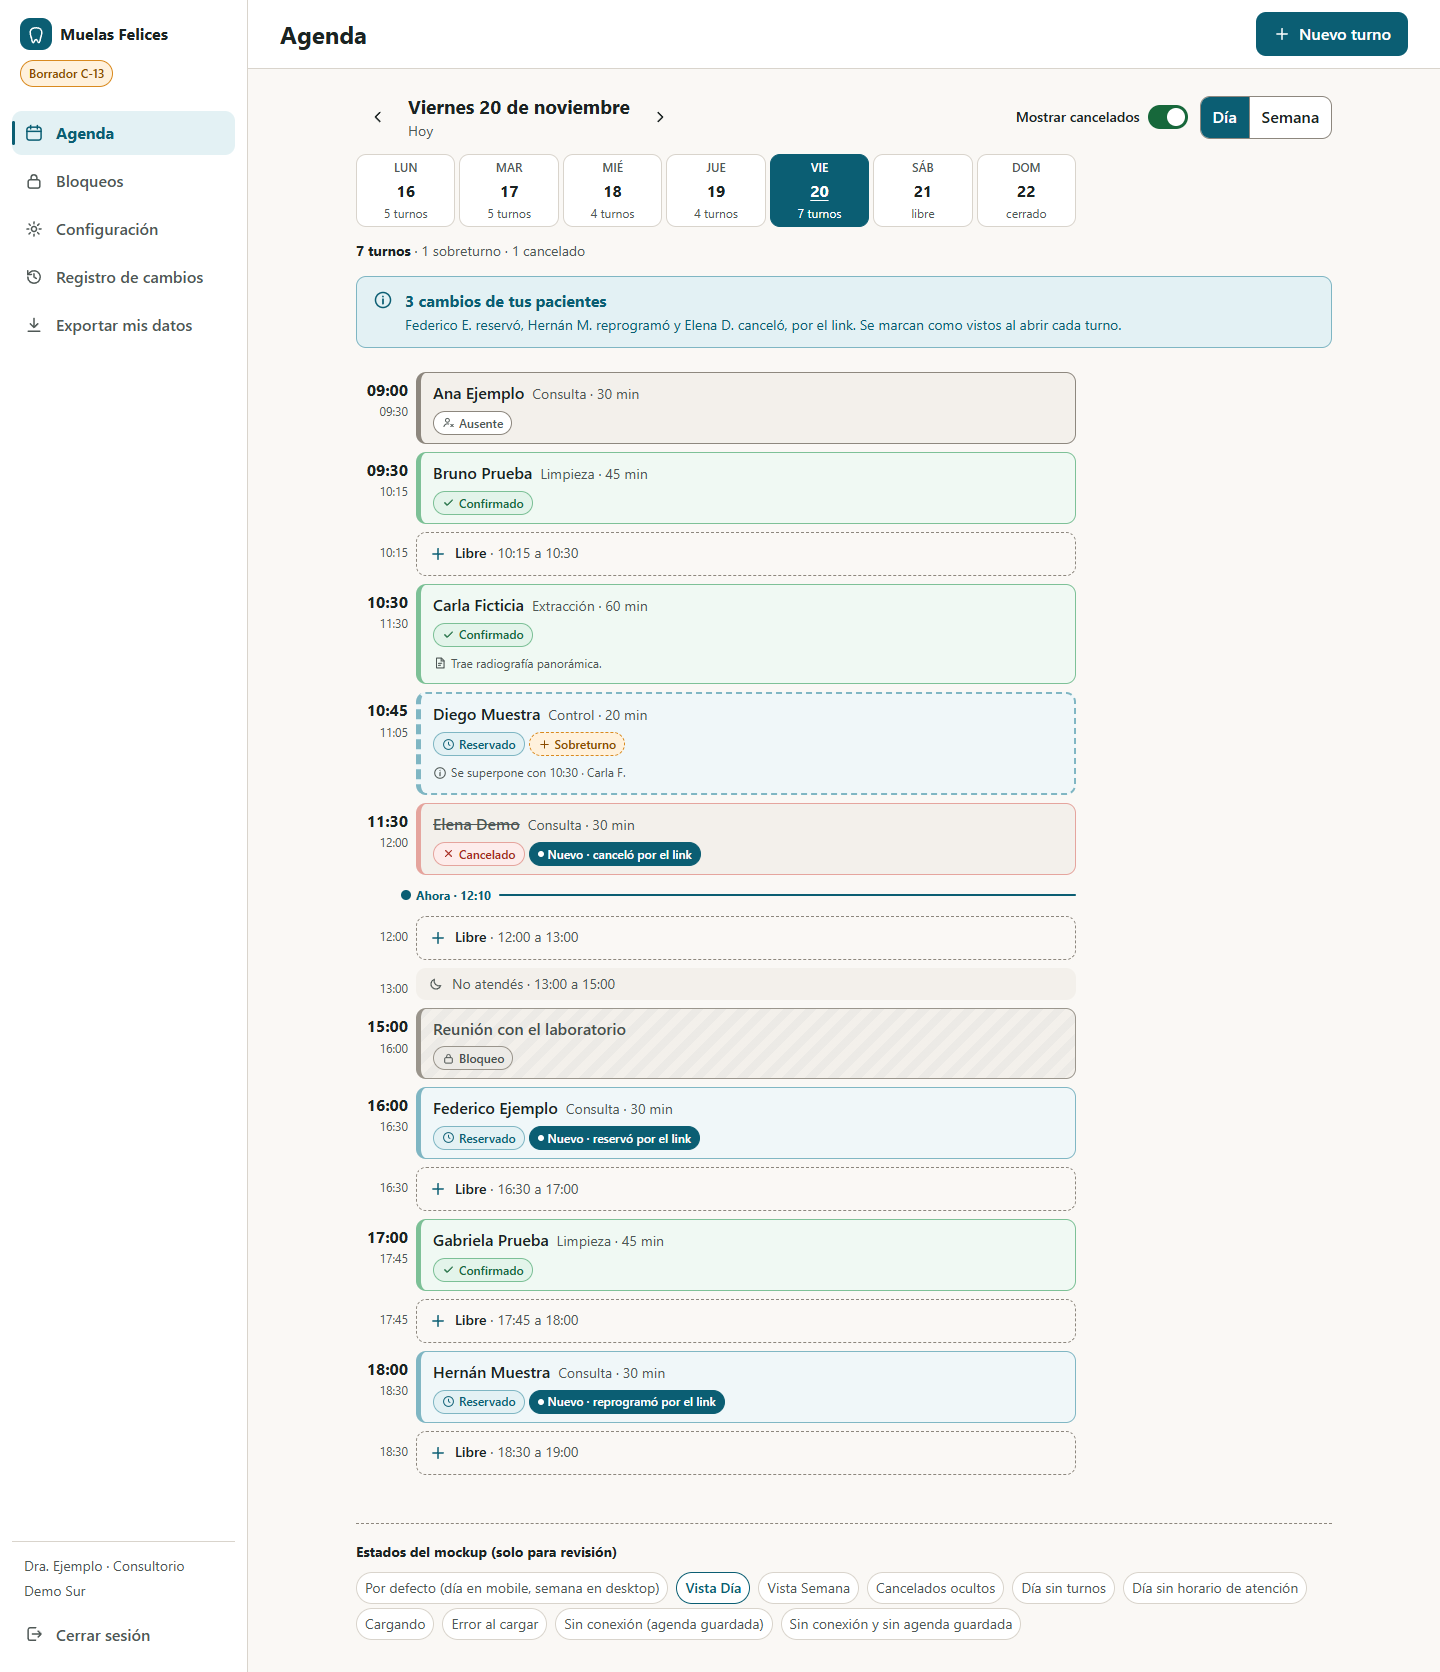 Muelas Felices
Borrador C-13
Agenda
Bloqueos
Configuración
Registro de cambios
Exportar mis datos
Dra. Ejemplo · Consultorio
Demo Sur
Cerrar sesión
Agenda
+ Nuevo turno
Viernes 20 de noviembre
Hoy
Mostrar cancelados
Día
Semana
LUN
16
5 turnos
MAR
17
5 turnos
MIÉ
18
4 turnos
JUE
19
4 turnos
VIE
20
7 turnos
SÁB
21
libre
DOM
22
cerrado
7 turnos · 1 sobreturno · 1 cancelado
3 cambios de tus pacientes
Federico E. reservó, Hernán M. reprogramó y Elena D. canceló, por el link. Se marcan como vistos al abrir cada turno.
09:00
09:30
Ana Ejemplo Consulta · 30 min
Ausente
09:30
10:15
Bruno Prueba Limpieza · 45 min
Confirmado
10:15
+ Libre · 10:15 a 10:30
10:30
11:30
Carla Ficticia Extracción · 60 min
Confirmado
Trae radiografía panorámica.
10:45
11:05
Diego Muestra Control · 20 min
Reservado
+ Sobreturno
Se superpone con 10:30 · Carla F.
11:30
12:00
Elena Demo Consulta · 30 min
Cancelado
Nuevo · canceló por el link
Ahora · 12:10
12:00
+ Libre · 12:00 a 13:00
13:00
No atendés · 13:00 a 15:00
15:00
16:00
Reunión con el laboratorio
Bloqueo
16:00
16:30
Federico Ejemplo Consulta · 30 min
Reservado
Nuevo · reservó por el link
16:30
+ Libre · 16:30 a 17:00
17:00
17:45
Gabriela Prueba Limpieza · 45 min
Confirmado
17:45
+ Libre · 17:45 a 18:00
18:00
18:30
Hernán Muestra Consulta · 30 min
Reservado
Nuevo · reprogramó por el link
18:30
+ Libre · 18:30 a 19:00
Estados del mockup (solo para revisión)
Por defecto (día en mobile, semana en desktop)
Vista Día
Vista Semana
Cancelados ocultos
Día sin turnos
Día sin horario de atención
Cargando
Error al cargar
Sin conexión (agenda guardada)
Sin conexión y sin agenda guardada